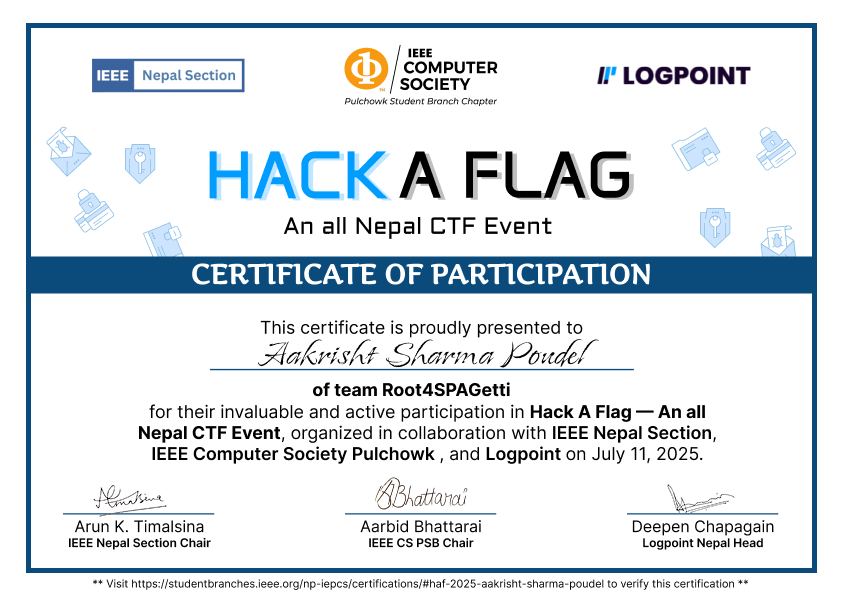 IEEE Nepal Section
IEEE
COMPUTER
SOCIETY
TM
Pulchowk Student Branch Chapter
LOGPOINT
HACK A FLAG
An all Nepal CTF Event
CERTIFICATE OF PARTICIPATION
This certificate is proudly presented to
Aakrisht Sharma Poudel
of team Root4SPAGetti
for their invaluable and active participation in Hack A Flag — An all
Nepal CTF Event, organized in collaboration with IEEE Nepal Section,
IEEE Computer Society Pulchowk , and Logpoint on July 11, 2025.
ABhattarai
Arun K. Timalsina
IEEE Nepal Section Chair
Aarbid Bhattarai
IEEE CS PSB Chair
Deepen Chapagain
Logpoint Nepal Head
** Visit https://studentbranches.ieee.org/np-iepcs/certifications/#haf-2025-aakrisht-sharma-poudel to verify this certification **